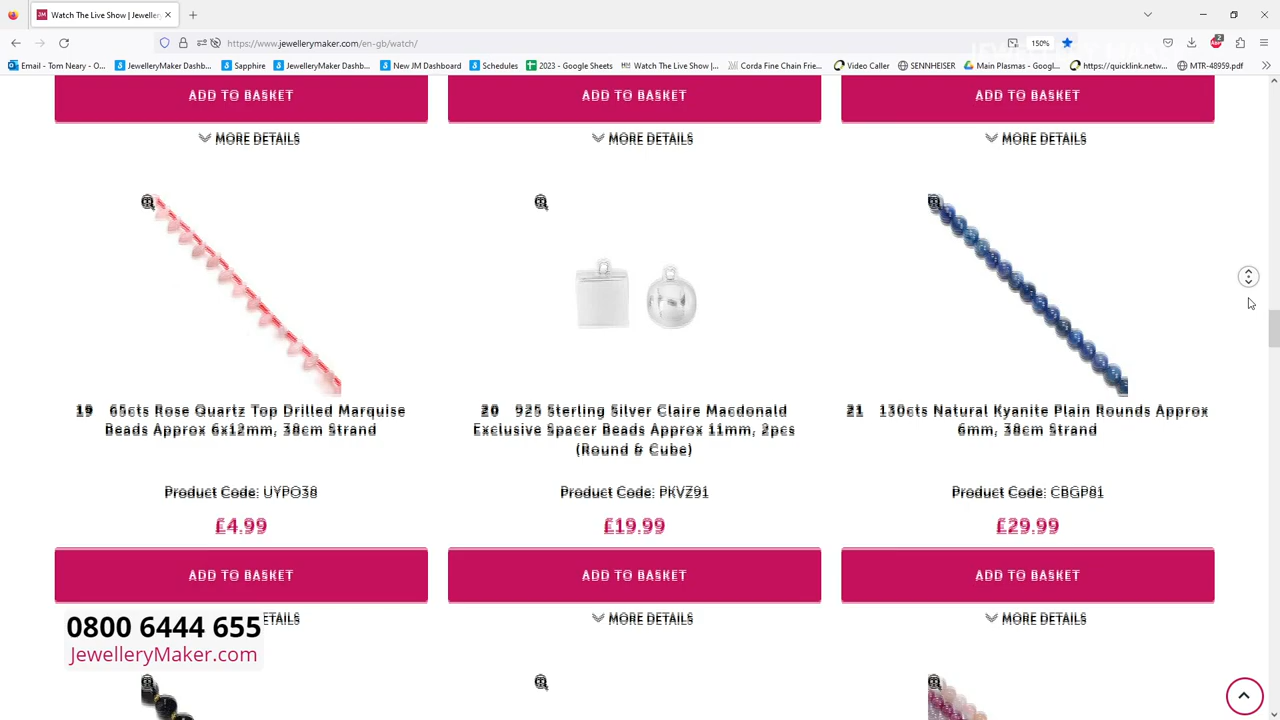 Watch The Live Show | Jeweller
https://www.jewellerymaker.com/en-gb/watch/
150%
2
Email - Tom Neary - O...
JewelleryMaker Dashb...
Sapphire
JewelleryMaker Dashb...
New JM Dashboard
Schedules
2023 - Google Sheets
Watch The Live Show |...
Corda Fine Chain Frie...
Video Caller
SENNHEISER
Main Plasmas - Googl...
https://quicklink.netw...
MTR-48959.pdf
ADD TO BASKET
ADD TO BASKET
ADD TO BASKET
MORE DETAILS
MORE DETAILS
MORE DETAILS
19 65cts Rose Quartz Top Drilled Marquise
Beads Approx 6x12mm, 38cm Strand
Product Code: UYPO38
£4.99
ADD TO BASKET
20 925 Sterling Silver Claire Macdonald
Exclusive Spacer Beads Approx 11mm, 2pcs
(Round & Cube)
Product Code: PKVZ91
£19.99
ADD TO BASKET
MORE DETAILS
21 130cts Natural Kyanite Plain Rounds Approx
6mm, 38cm Strand
Product Code: CBGP81
£29.99
ADD TO BASKET
MORE DETAILS
ETAILS
0800 6444 655
JewelleryMaker.com